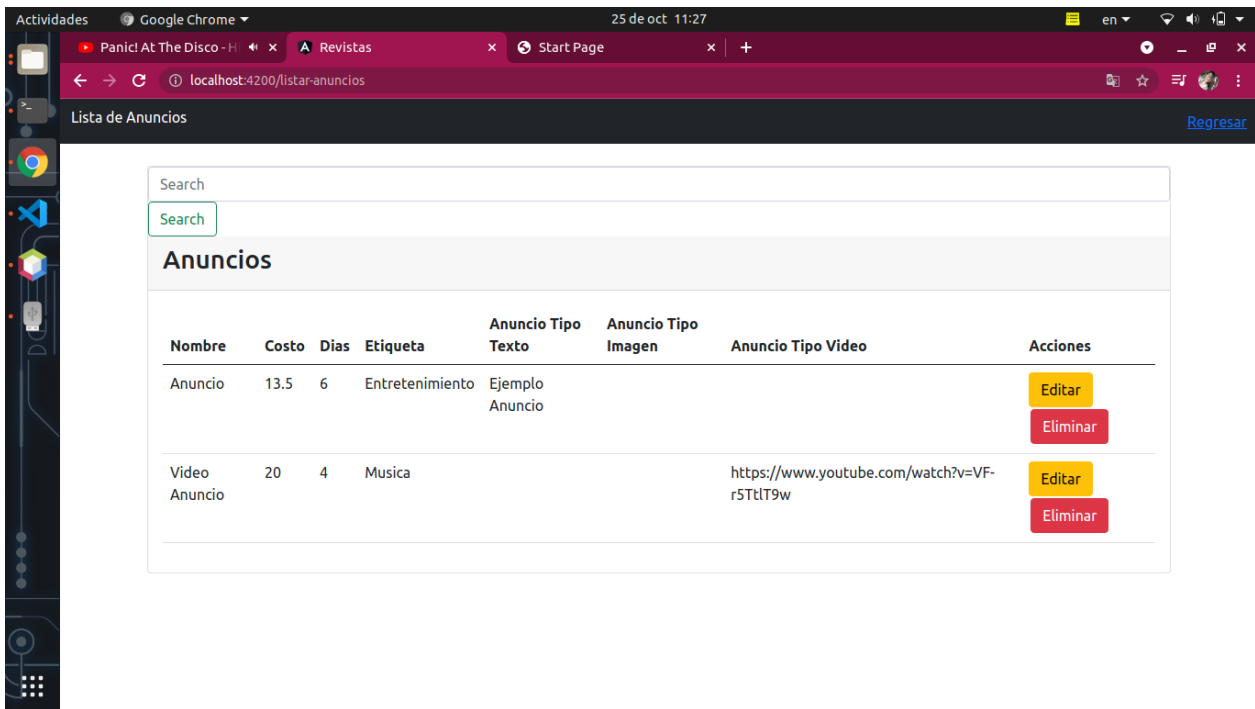 Actividades Google Chrome 25 de oct 11:27 en
Panic! At The Disco - H Revistas Start Page
localhost:4200/listar-anuncios
Lista de Anuncios Regresar
Search
Search
Anuncios
Anuncio Tipo Anuncio Tipo
Nombre Costo Dias Etiqueta Texto Imagen Anuncio Tipo Video Acciones
Anuncio 13.5 6 Entretenimiento Ejemplo Editar
Anuncio Eliminar
Video 20 4 Musica https://www.youtube.com/watch?v=VF- Editar
Anuncio r5TtlT9w Eliminar